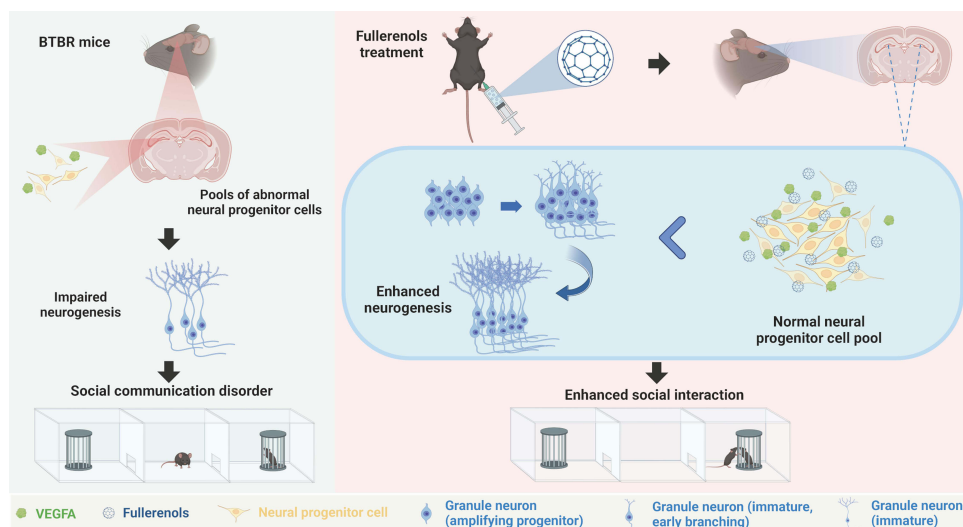 BTBR mice
Pools of abnormal
neural progenitor cells
Impaired
neurogenesis
Social communication disorder
Fullerenols
treatment
Enhanced
neurogenesis
Normal neural
progenitor cell pool
Enhanced social interaction
VEGFA
Fullerenols
Neural progenitor cell
Granule neuron
(amplifying progenitor)
Granule neuron (immature,
early branching)
Granule neuron
(immature)